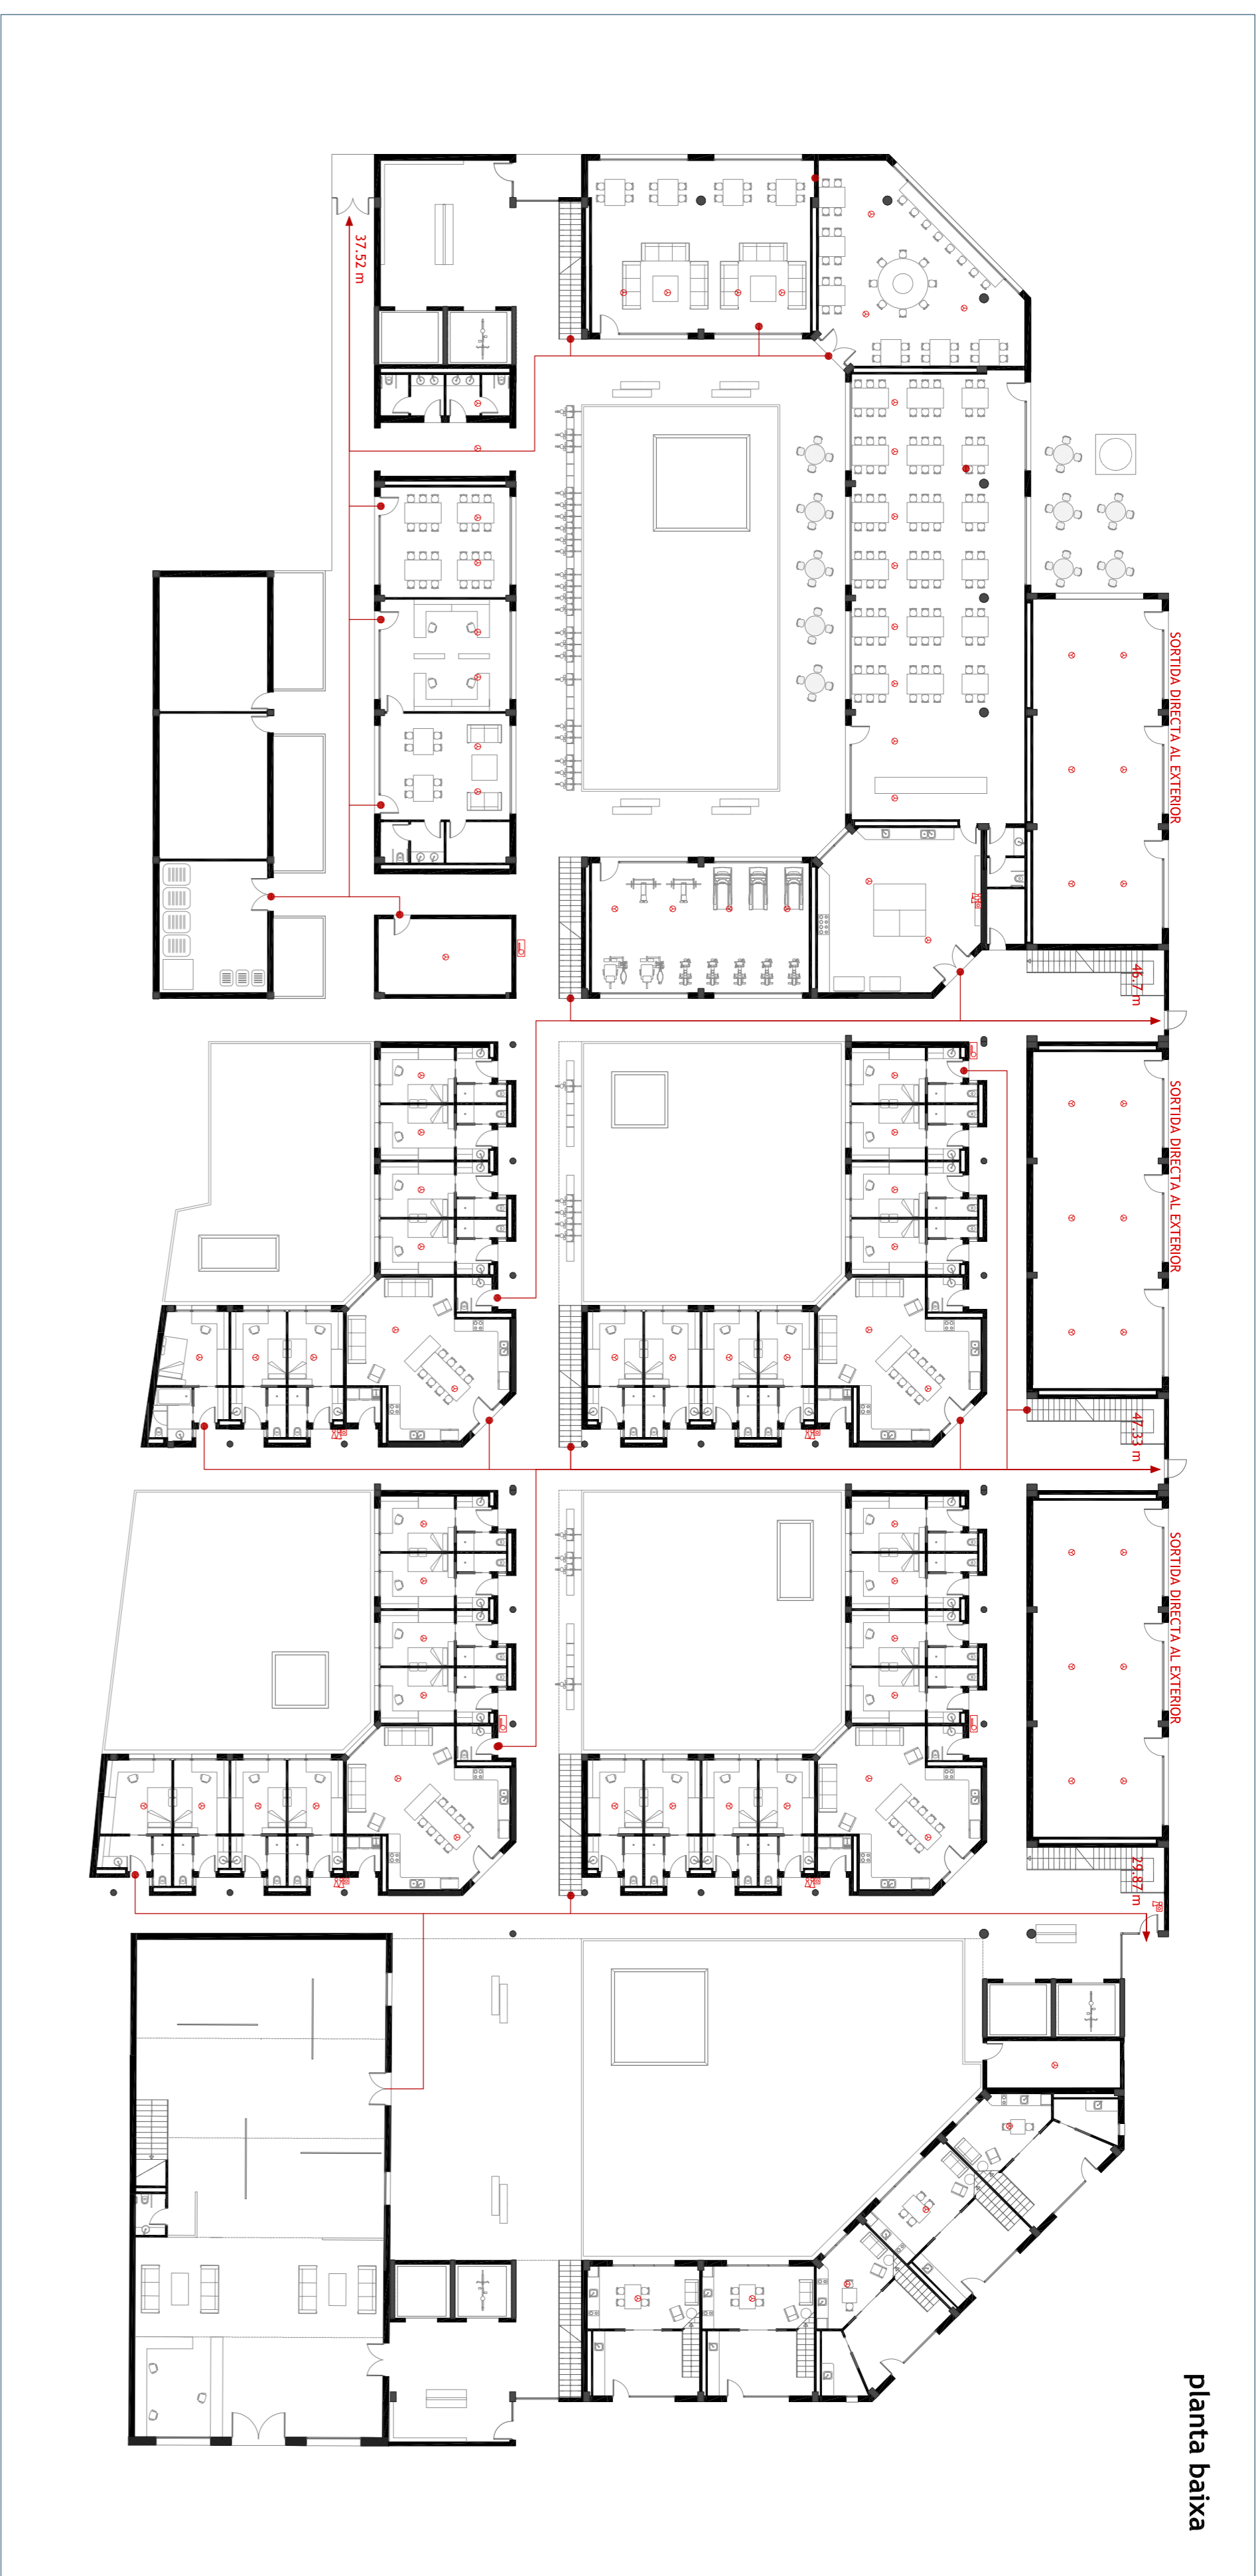 37.52 m
SORTIDA DIRECTA AL EXTERIOR
46.7 m
SORTIDA DIRECTA AL EXTERIOR
47.33 m
SORTIDA DIRECTA AL EXTERIOR
29.87 m
planta baixa